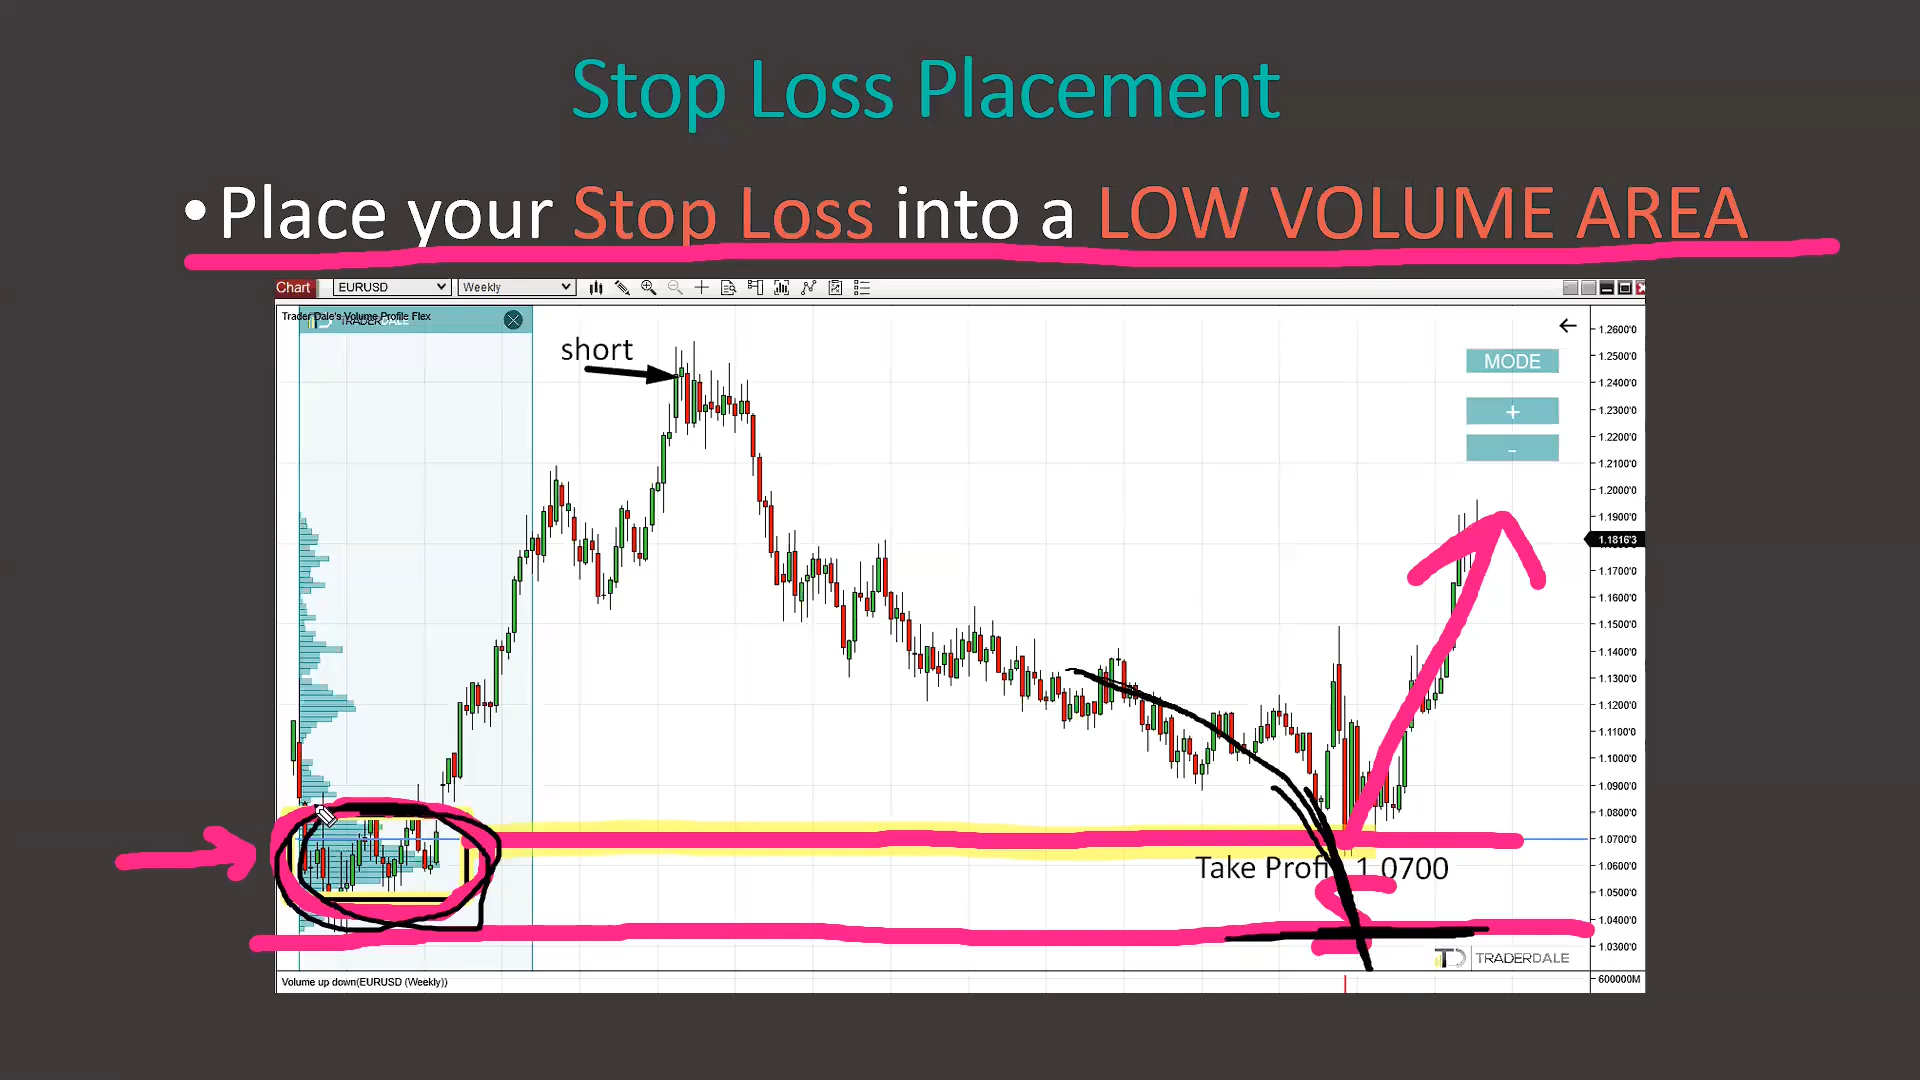 Stop Loss Placement
•Place your Stop Loss into a LOW VOLUME AREA
Chart EURUSD Weekly
Trader Dale's Volume Profile Flex
TRADERDALE
short
MODE
+
-
1.2600'0
1.2500'0
1.2400'0
1.2300'0
1.2200'0
1.2100'0
1.2000'0
1.1900'0
1.1816'3
1.1700'0
1.1600'0
1.1500'0
1.1400'0
1.1300'0
1.1200'0
1.1100'0
1.1000'0
1.0900'0
1.0800'0
1.0700'0
1.0600'0
1.0500'0
1.0400'0
1.0300'0
Take Profit 1.0700
S
TD TRADERDALE
Volume up down(EURUSD (Weekly))
600000M